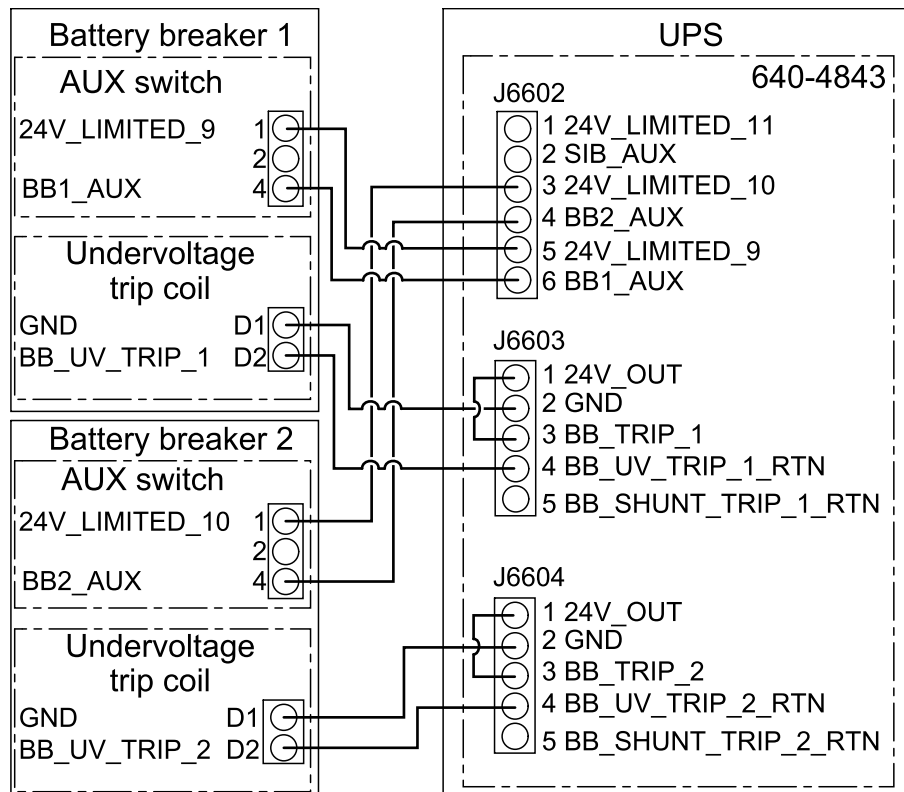 Battery breaker 1
AUX switch
24V_LIMITED_9 1
2
BB1_AUX 4
Undervoltage
trip coil
GND D1
BB_UV_TRIP_1 D2
Battery breaker 2
AUX switch
24V_LIMITED_10 1
2
BB2_AUX 4
Undervoltage
trip coil
GND D1
BB_UV_TRIP_2 D2
UPS
640-4843
J6602
1 24V_LIMITED_11
2 SIB_AUX
3 24V_LIMITED_10
4 BB2_AUX
5 24V_LIMITED_9
6 BB1_AUX
J6603
1 24V_OUT
2 GND
3 BB_TRIP_1
4 BB_UV_TRIP_1_RTN
5 BB_SHUNT_TRIP_1_RTN
J6604
1 24V_OUT
2 GND
3 BB_TRIP_2
4 BB_UV_TRIP_2_RTN
5 BB_SHUNT_TRIP_2_RTN